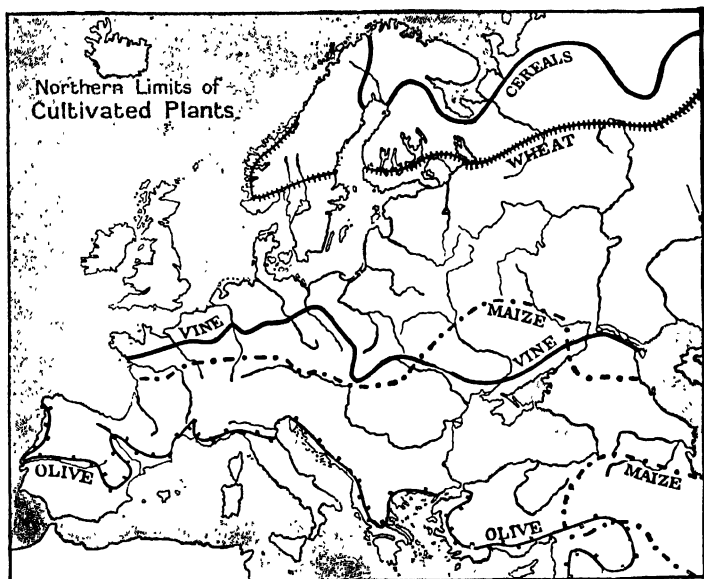 Northern Limits of
Cultivated Plants
CEREALS
WHEAT
VINE
MAIZE
VINE
OLIVE
MAIZE
OLIVE